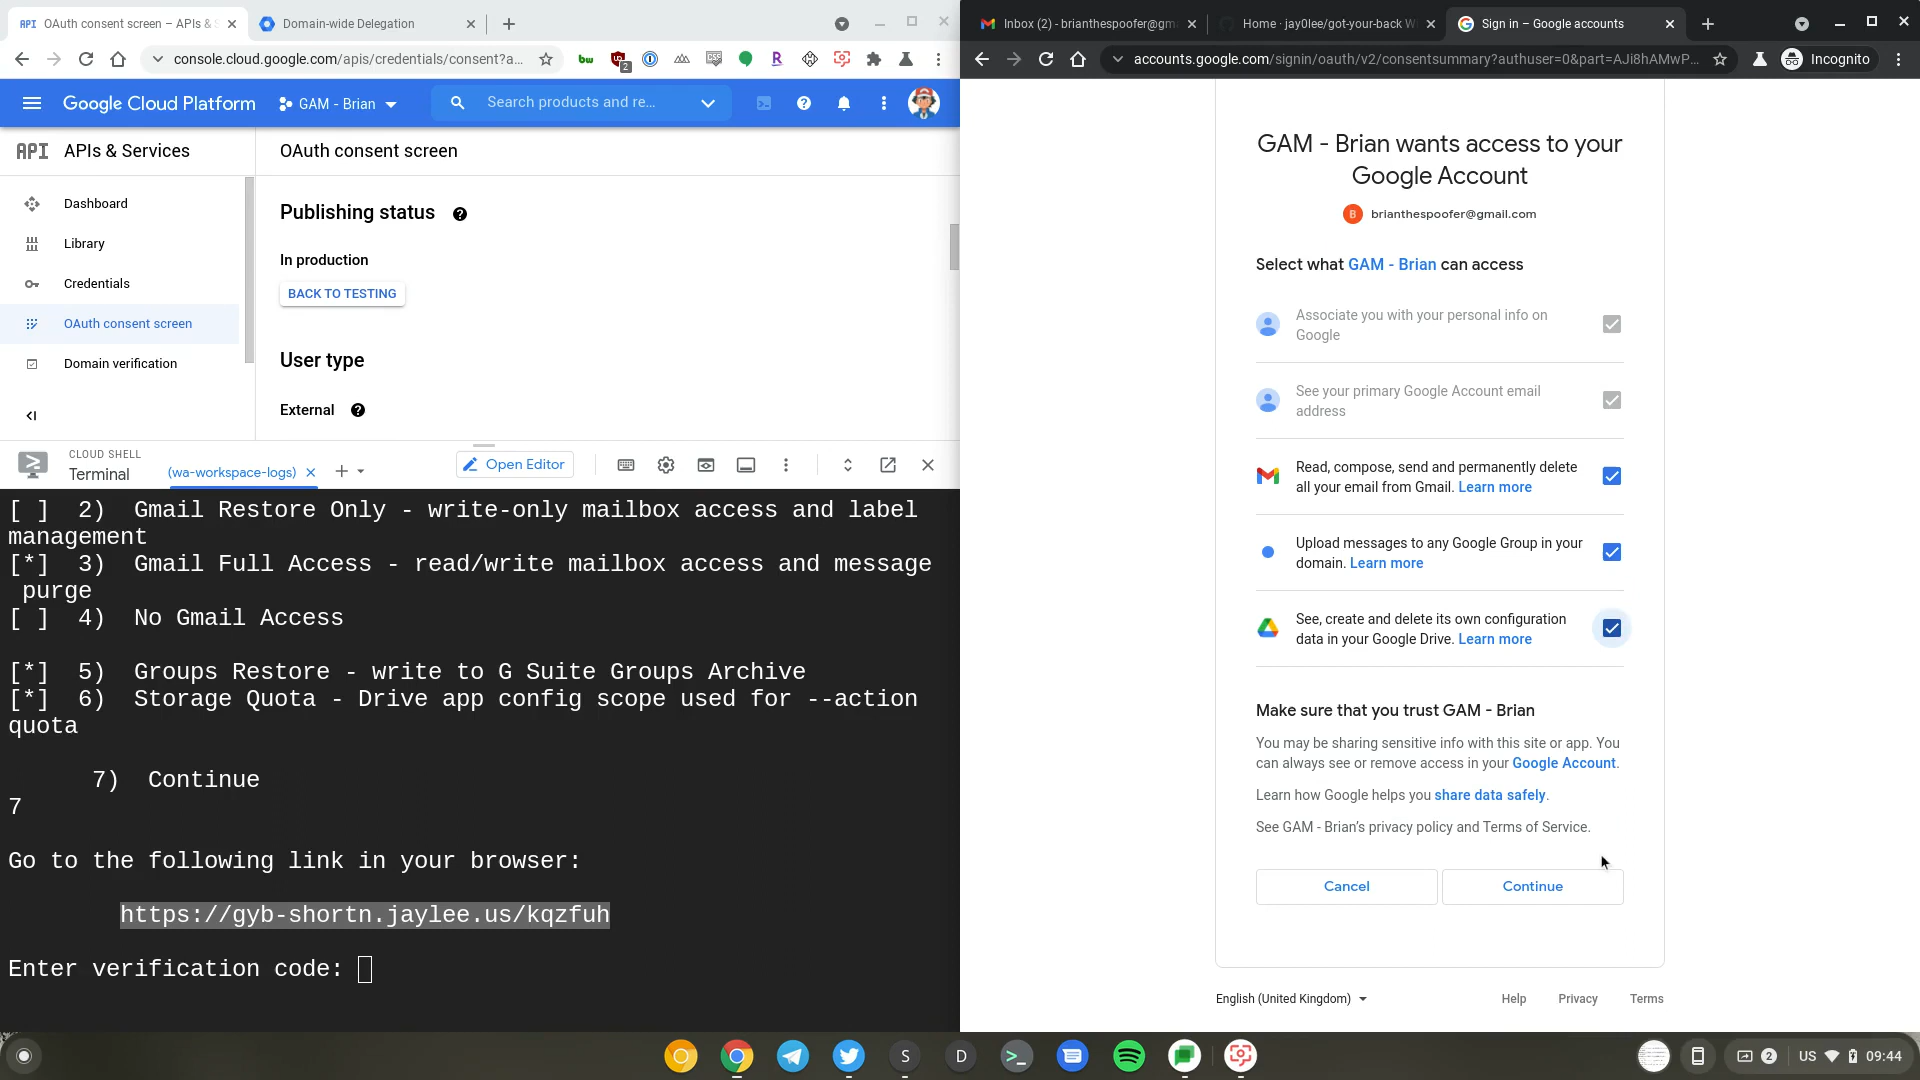 API OAuth consent screen – APIs & S
Domain-wide Delegation
console.cloud.google.com/apis/credentials/consent?a...
Google Cloud Platform
GAM - Brian
Search products and re...
API APIs & Services
OAuth consent screen
Dashboard
Library
Credentials
OAuth consent screen
Domain verification
Publishing status
In production
BACK TO TESTING
User type
External
CLOUD SHELL
Terminal
(wa-workspace-logs)
Open Editor
[ ] 2) Gmail Restore Only - write-only mailbox access and label
management
[*] 3) Gmail Full Access - read/write mailbox access and message
purge
[ ] 4) No Gmail Access
[*] 5) Groups Restore - write to G Suite Groups Archive
[*] 6) Storage Quota - Drive app config scope used for --action
quota
7) Continue
7
Go to the following link in your browser:
https://gyb-shortn.jaylee.us/kqzfuh
Enter verification code:
Inbox (2) - brianthespoofer@gm
Home · jay0lee/got-your-back W
Sign in – Google accounts
accounts.google.com/signin/oauth/v2/consentsummary?authuser=0&part=AJi8hAMwP...
Incognito
GAM - Brian wants access to your
Google Account
B brianthespoofer@gmail.com
Select what GAM - Brian can access
Associate you with your personal info on
Google
See your primary Google Account email
address
Read, compose, send and permanently delete
all your email from Gmail. Learn more
Upload messages to any Google Group in your
domain. Learn more
See, create and delete its own configuration
data in your Google Drive. Learn more
Make sure that you trust GAM - Brian
You may be sharing sensitive info with this site or app. You
can always see or remove access in your Google Account.
Learn how Google helps you share data safely.
See GAM - Brian's privacy policy and Terms of Service.
Cancel
Continue
English (United Kingdom)
Help
Privacy
Terms
S
D
2
US
09:44